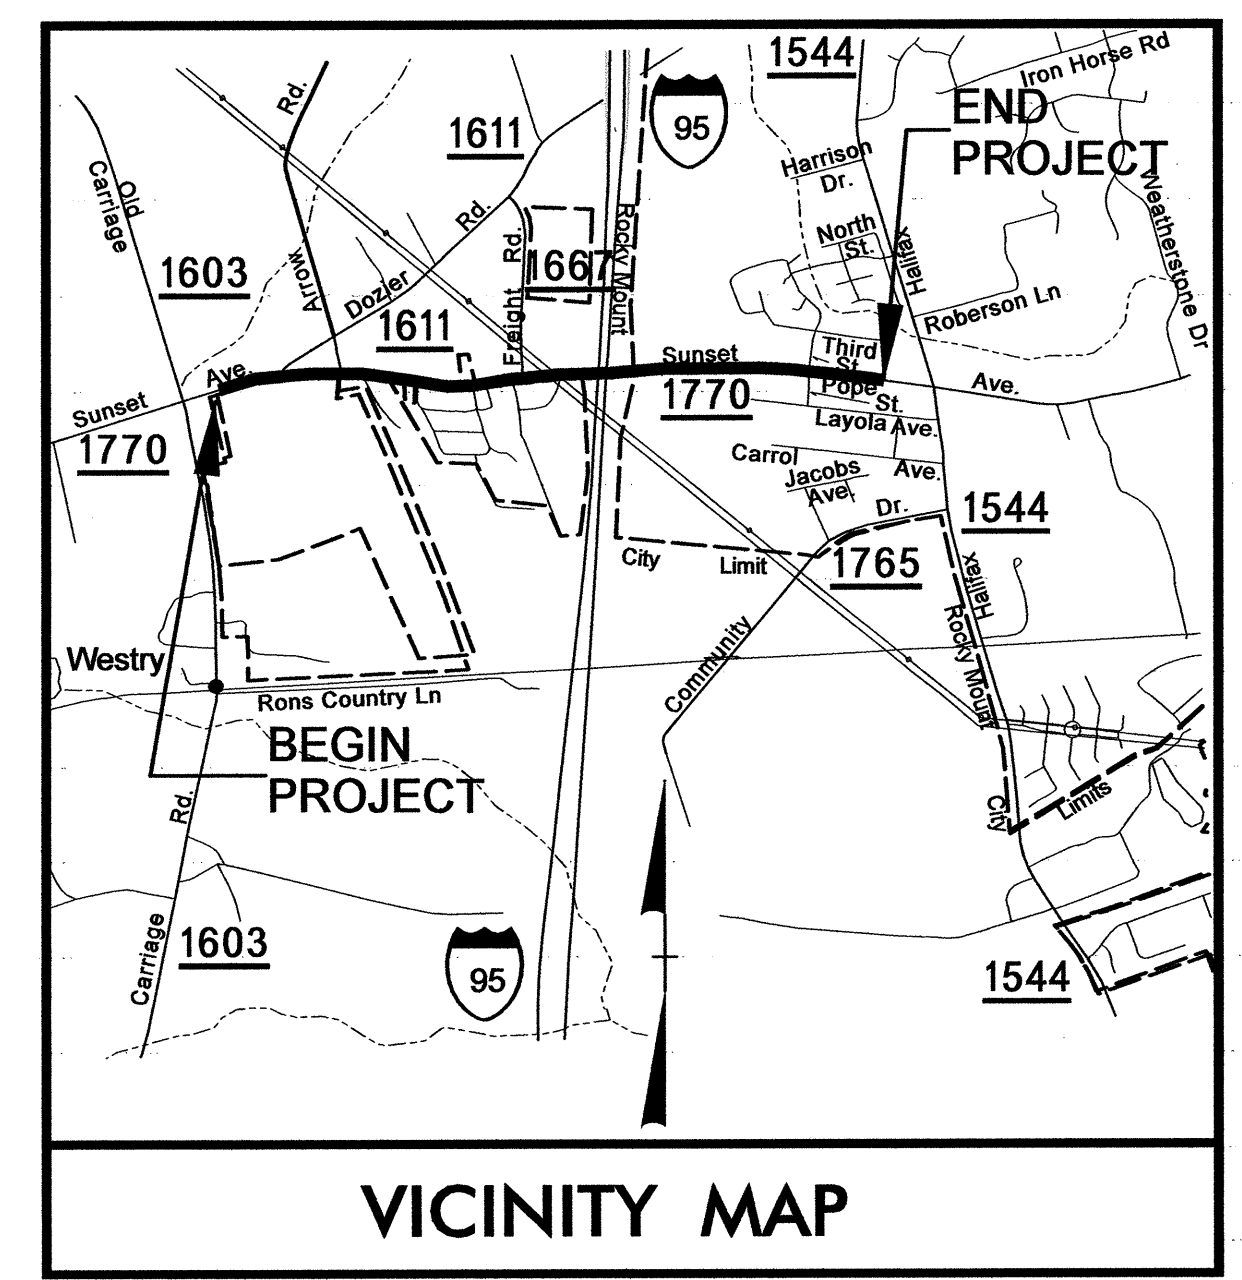 1544
Iron Horse Rd
END
PROJECT
Rd.
1611
95
Harrison
Dr.
Old
Carriage
North
St.
Rd.
Rd.
Rocky Mount
Halifax
Weatherstone Dr
1603
Arrow
Dozier
1667
Roberson Ln
1611
Freight
Third
St.
Sunset
Ave.
Sunset
1770
Pope
St.
Ave.
1770
Layola Ave.
Carrol
Ave.
Jacobs
Ave.
Dr.
1544
City
Limit
1765
Halifax
Rocky Mount
Community
Westry
Rons Country Ln
BEGIN
PROJECT
Rd.
City
Limits
Carriage
1603
95
1544
VICINITY MAP